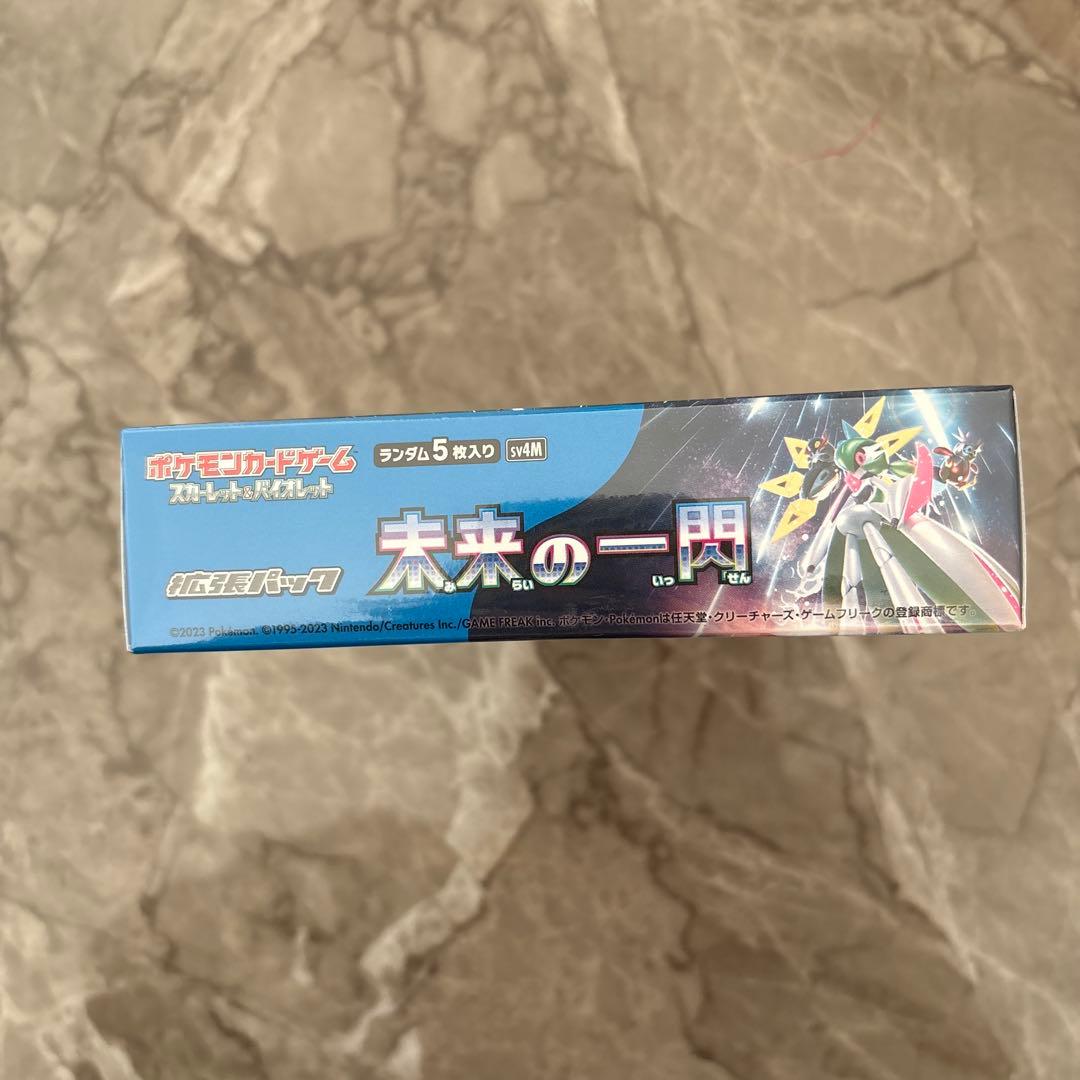 ポケモンカードゲーム
スカーレット&バイオレット
ランダム5枚入り SV4M
拡張パック
未来の一閃
み らい いっ せん
©2023 Pokémon. ©1995-2023 Nintendo/Creatures Inc./GAME FREAK inc. ポケモン・Pokémonは任天堂・クリーチャーズ・ゲームフリークの登録商標です。